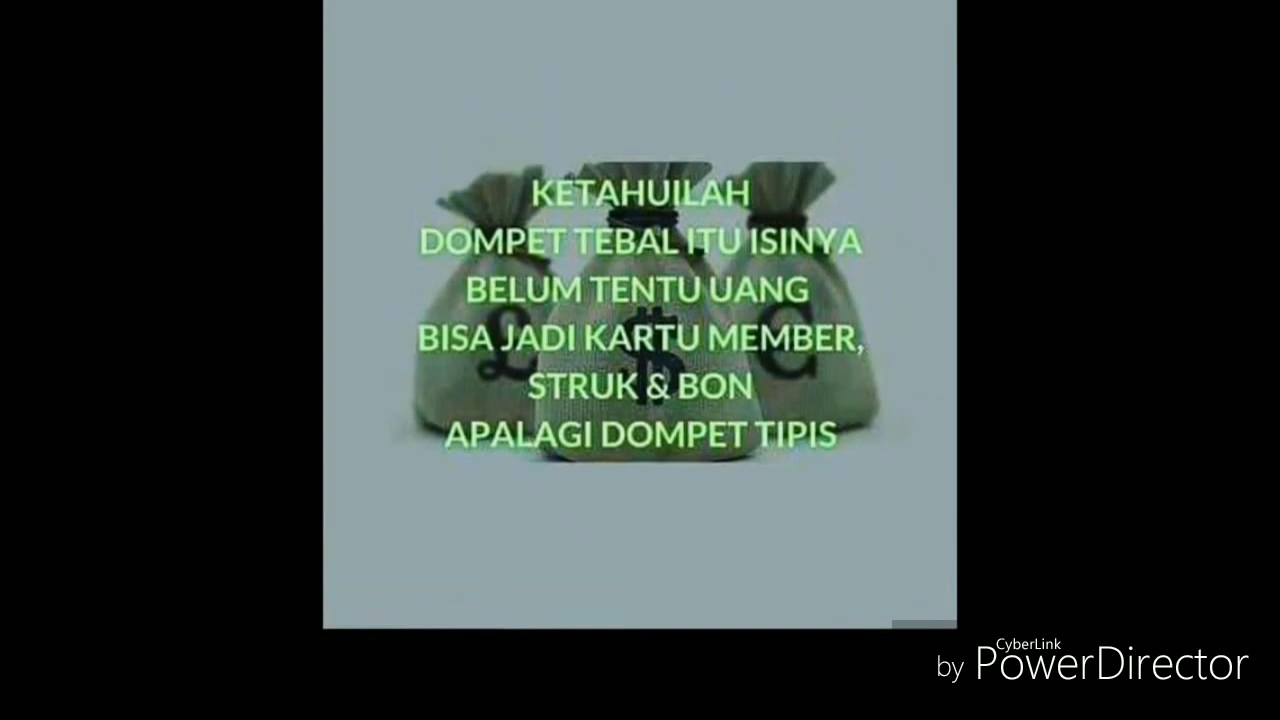 KETAHUILAH
DOMPET TEBAL ITU ISINYA
BELUM TENTU UANG
BISA JADI KARTU MEMBER,
STRUK & BON
APALAGI DOMPET TIPIS
£ $ €
CyberLink
by PowerDirector